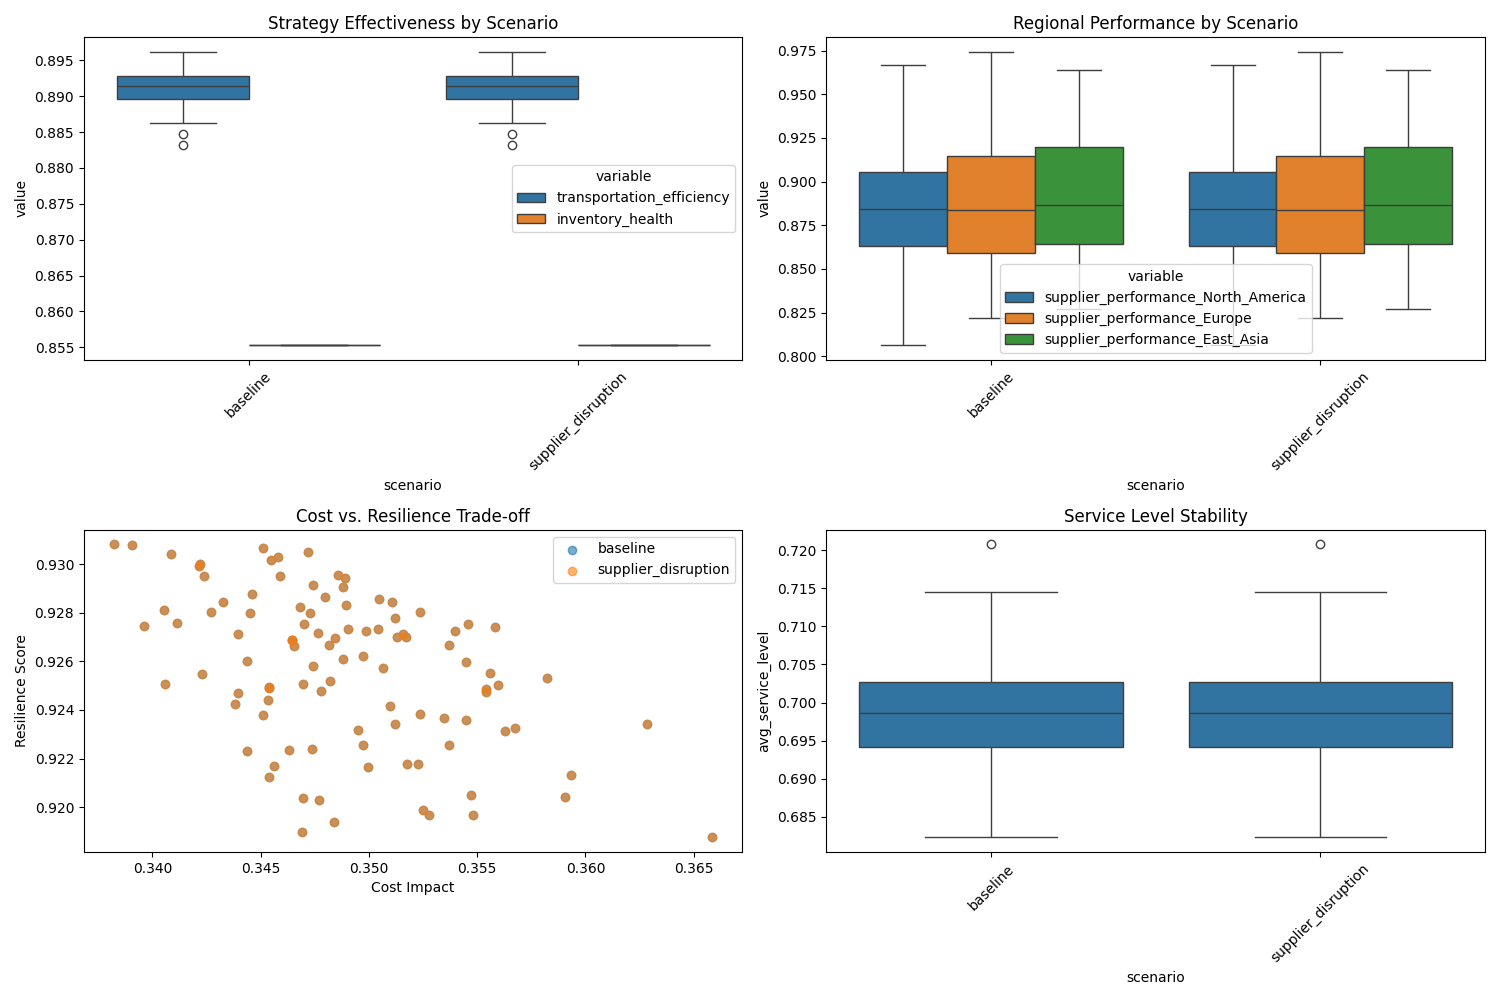 Strategy Effectiveness by Scenario
value
0.895
0.890
0.885
0.880
0.875
0.870
0.865
0.860
0.855
variable
transportation_efficiency
inventory_health
baseline
supplier_disruption
scenario
Regional Performance by Scenario
value
0.975
0.950
0.925
0.900
0.875
0.850
0.825
0.800
variable
supplier_performance_North_America
supplier_performance_Europe
supplier_performance_East_Asia
baseline
supplier_disruption
scenario
Cost vs. Resilience Trade-off
Resilience Score
0.930
0.928
0.926
0.924
0.922
0.920
baseline
supplier_disruption
0.340
0.345
0.350
0.355
0.360
0.365
Cost Impact
Service Level Stability
avg_service_level
0.720
0.715
0.710
0.705
0.700
0.695
0.690
0.685
baseline
supplier_disruption
scenario